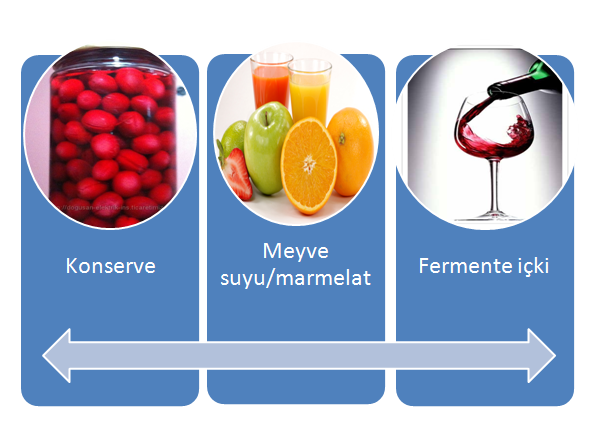 Konserve
Meyve
suyu/marmelat
Fermente içki